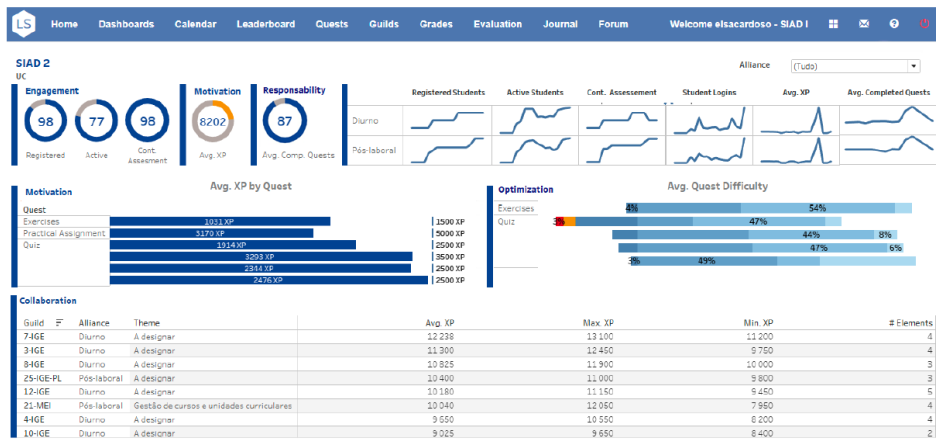 LS Home Dashboards Calendar Leaderboard Quests Guilds Grades Evaluation Journal Forum Welcome elsacardoso - SIAD I
SIAD 2
UC
Alliance (Tudo)
Engagement
98 77 98
Registered Active Cont. Assesment
Motivation
8202
Avg. XP
Responsability
87
Avg. Comp. Quests
Registered Students Active Students Cont. Assessement Student Logins Avg. XP Avg. Completed Quests
Diurno
Pós-laboral
Motivation
Avg. XP by Quest
Quest
Exercises 1031 XP 1500 XP
Practical Assignment 3170 XP 5000 XP
Quiz 1914 XP 2500 XP
3293 XP 3500 XP
2344 XP 2500 XP
2476 XP 2500 XP
Optimization
Avg. Quest Difficulty
Exercises 4% 54%
Quiz 3% 47%
44% 8%
47% 6%
3% 49%
Collaboration
Guild Alliance Theme Avg. XP Max. XP Min. XP # Elements
7-IGE Diurno A designar 12 238 13 100 11 200 4
3-IGE Diurno A designar 11 300 12 450 9 750 4
8-IGE Diurno A designar 10 825 11 900 10 000 3
25-IGE-PL Pós-laboral A designar 10 400 11 000 9 800 3
12-IGE Diurno A designar 10 180 11 150 9 450 5
21-MEI Pós-laboral Gestão de cursos e unidades curriculares 10 040 12 050 7 950 4
4-IGE Diurno A designar 9 650 10 550 8 200 4
10-IGE Diurno A designar 9 025 9 650 8 400 2